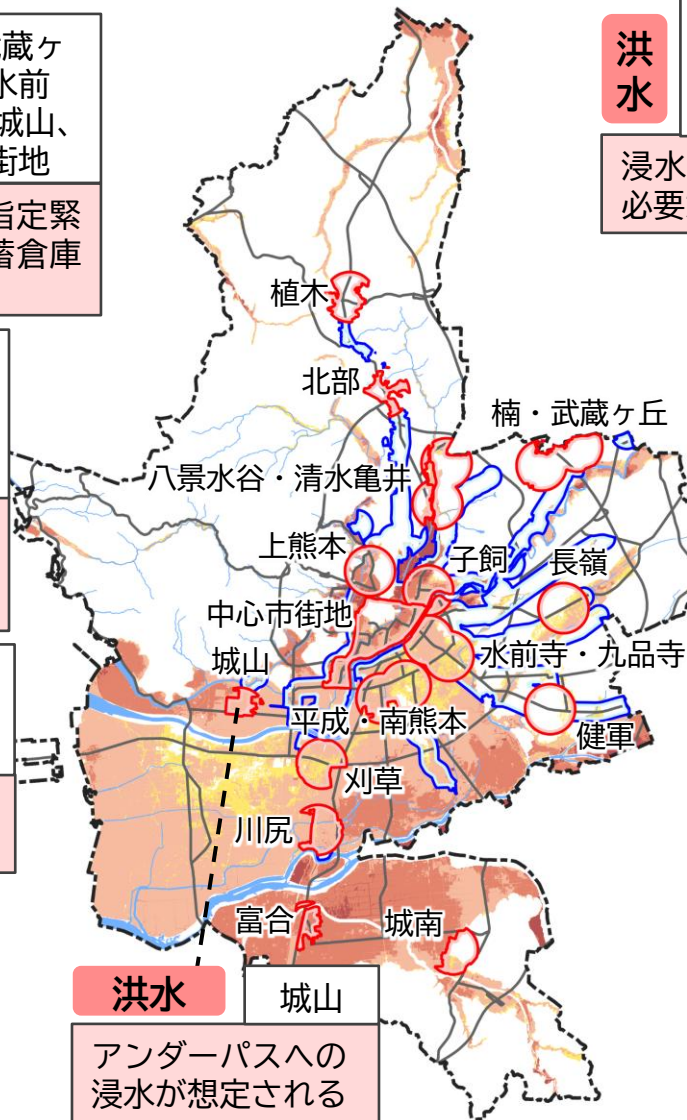 蔵ヶ
水前
城山、
街地
指定緊
蓄倉庫
洪
水
浸水
必要
植木
北部
楠・武蔵ヶ丘
八景水谷・清水亀井
上熊本
子飼
長嶺
中心市街地
城山
水前寺・九品寺
平成・南熊本
健軍
刈草
川尻
富合
城南
洪水
城山
アンダーパスへの
浸水が想定される